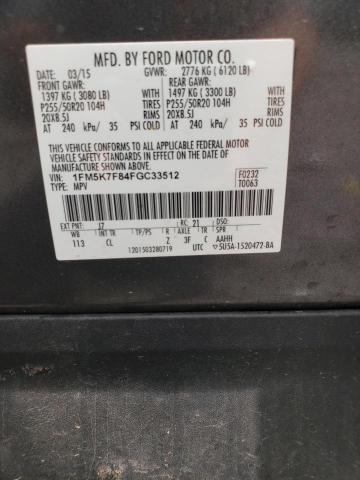 MFD. BY FORD MOTOR CO.
DATE: 03/15 GVWR: 2776 KG (6120 LB)
FRONT GAWR: REAR GAWR:
1397 KG (3080 LB) WITH 1497 KG (3300 LB) WITH
P255/50R20 104H TIRES P255/50R20 104H TIRES
20X8.5J RIMS 20X8.5J RIMS
AT 240 kPa/ 35 PSI COLD AT 240 kPa/ 35 PSI COLD
THIS VEHICLE CONFORMS TO ALL APPLICABLE FEDERAL MOTOR
VEHICLE SAFETY AND BUMPER STANDARDS IN EFFECT ON THE DATE OF
MANUFACTURE SHOWN ABOVE.
VIN: 1FM5K7F84FGC33512 F0232
TYPE: MPV T0063
EXT PNT: J7 RC: 21 DSO:
WB INT TR TP/PS R AXLE TR SPR
113 CL Z 3F C AAHH
1201503280719 UTC ▽5U5A-1520472-BA